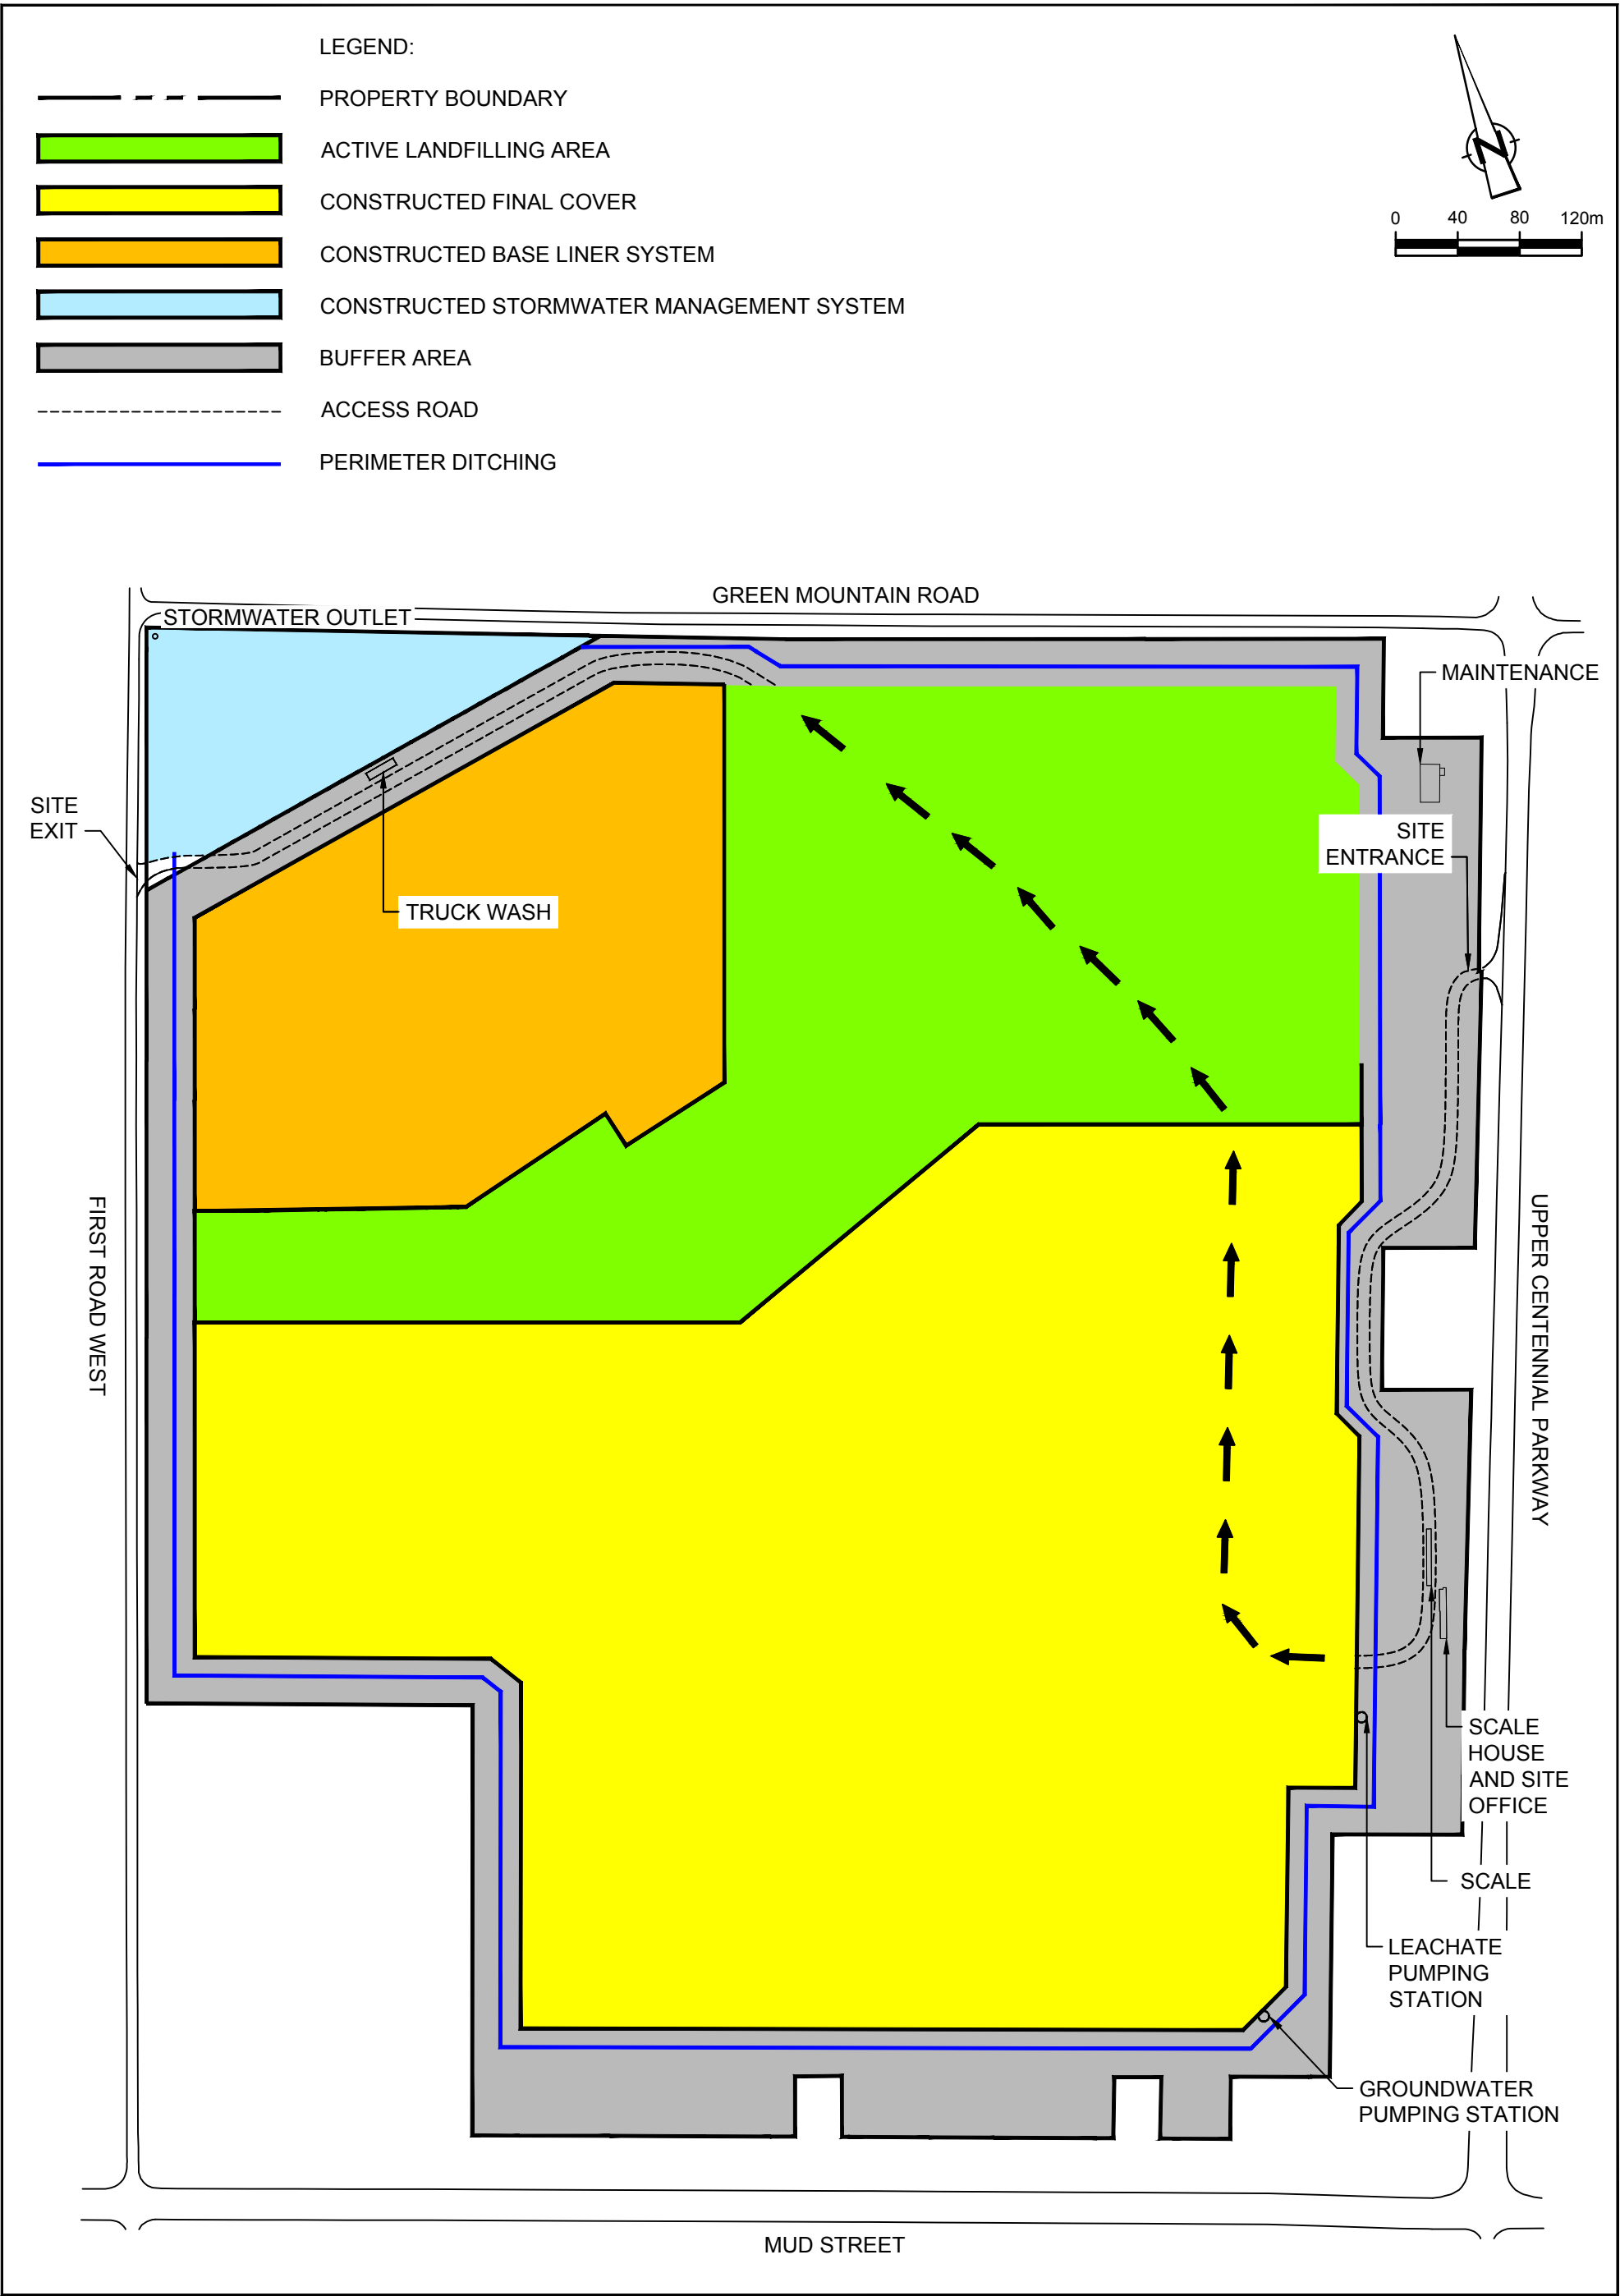 LEGEND:
PROPERTY BOUNDARY
ACTIVE LANDFILLING AREA
CONSTRUCTED FINAL COVER
CONSTRUCTED BASE LINER SYSTEM
CONSTRUCTED STORMWATER MANAGEMENT SYSTEM
BUFFER AREA
ACCESS ROAD
PERIMETER DITCHING
N
0 40 80 120m
GREEN MOUNTAIN ROAD
STORMWATER OUTLET
MAINTENANCE
SITE
EXIT
SITE
ENTRANCE
TRUCK WASH
FIRST ROAD WEST
UPPER CENTENNIAL PARKWAY
SCALE
HOUSE
AND SITE
OFFICE
SCALE
LEACHATE
PUMPING
STATION
GROUNDWATER
PUMPING STATION
MUD STREET